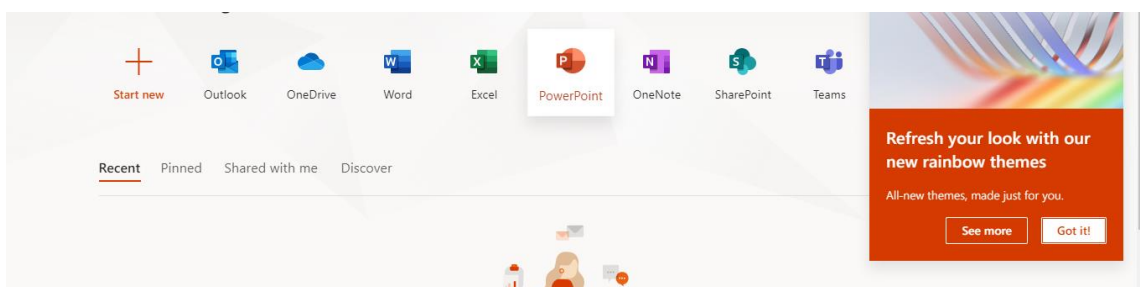 Start new Outlook OneDrive Word Excel PowerPoint OneNote SharePoint Teams
Recent Pinned Shared with me Discover
Refresh your look with our
new rainbow themes
All-new themes, made just for you.
See more Got it!